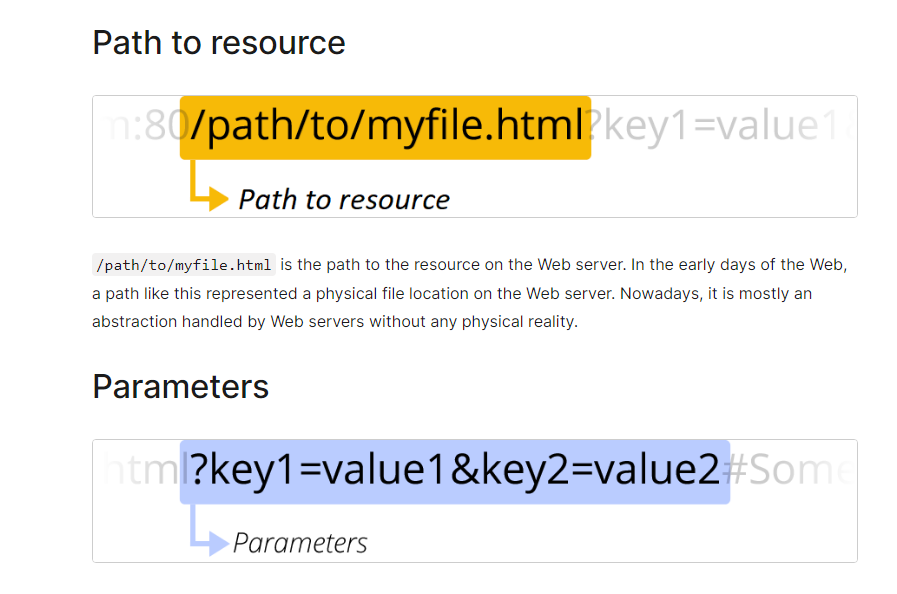 Path to resource
m:80/path/to/myfile.html?key1=value1&
Path to resource
/path/to/myfile.html is the path to the resource on the Web server. In the early days of the Web,
a path like this represented a physical file location on the Web server. Nowadays, it is mostly an
abstraction handled by Web servers without any physical reality.
Parameters
html?key1=value1&key2=value2#Some
Parameters